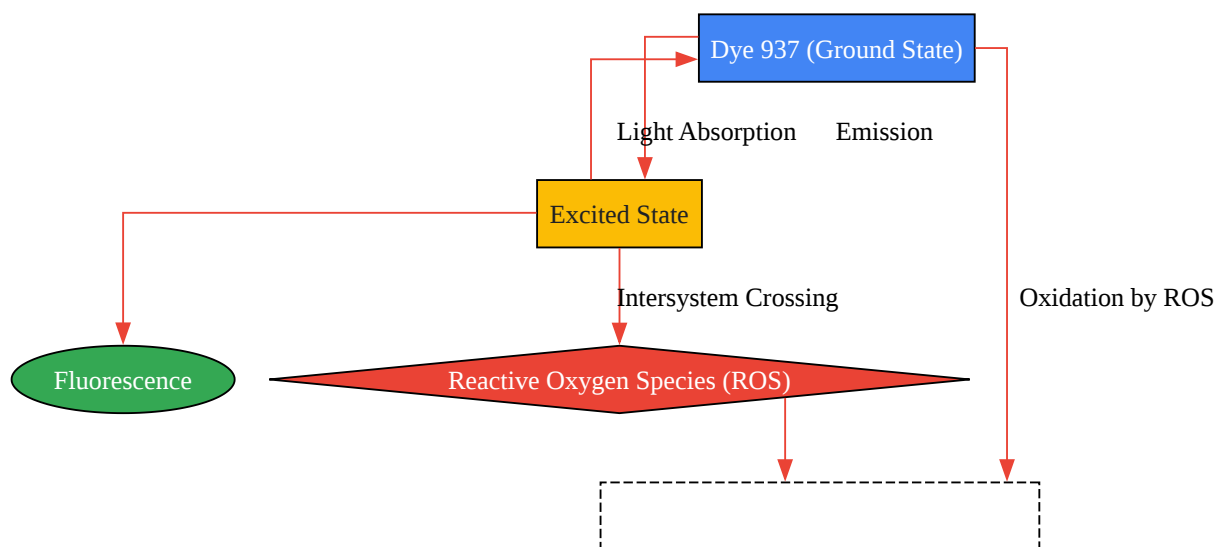 Dye 937 (Ground State)
Light Absorption
Emission
Excited State
Intersystem Crossing
Oxidation by ROS
Fluorescence
Reactive Oxygen Species (ROS)